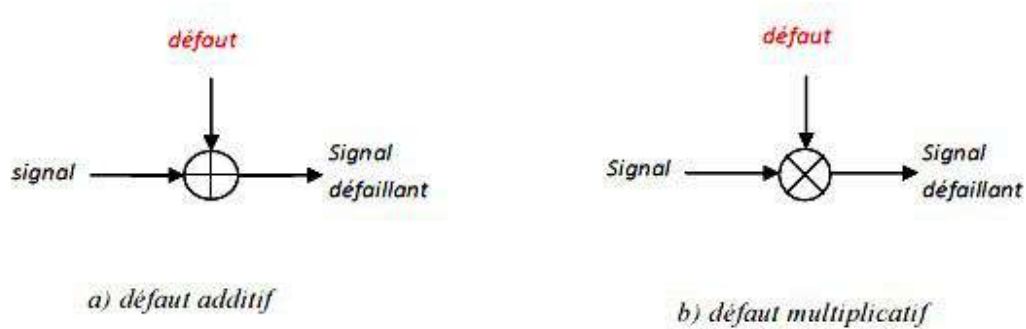 défaut
signal
Signal
défaillant
a) défaut additif
défaut
Signal
Signal
défaillant
b) défaut multiplicatif